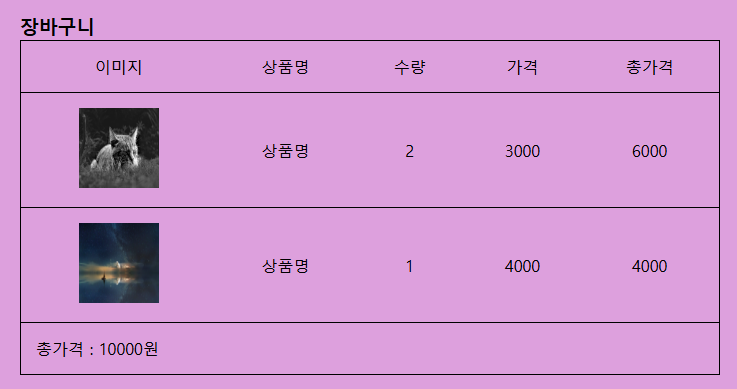 장바구니
이미지 상품명 수량 가격 총가격
상품명 2 3000 6000
상품명 1 4000 4000
총가격 : 10000원